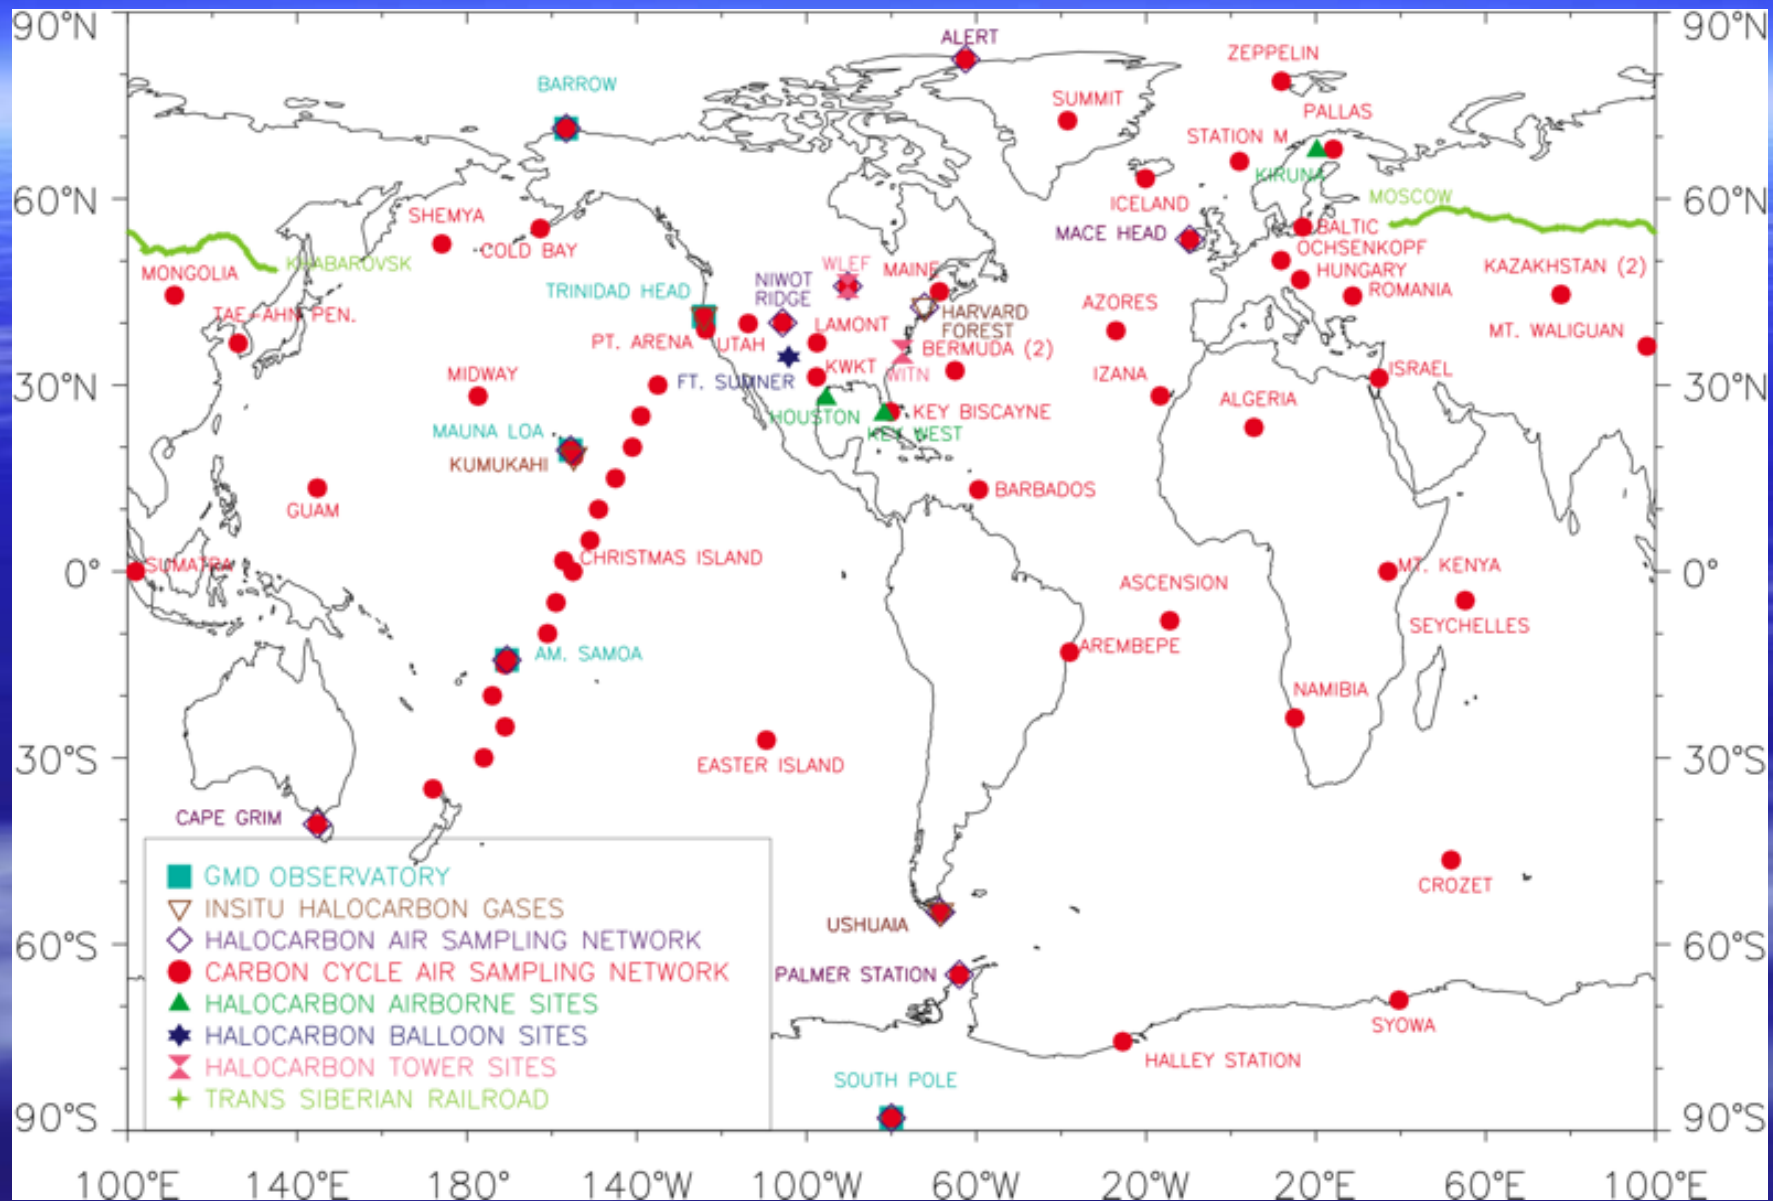 90°N
90°N
ALERT
ZEPPELIN
BARROW
SUMMIT
PALLAS
STATION M
KIRUNA
60°N
60°N
MOSCOW
ICELAND
SHEMYA
COLD BAY
MACE HEAD
BALTIC
OCHSENKOPF
KHABAROVSK
MONGOLIA
WLEF
MAINE
HUNGARY
KAZAKHSTAN (2)
NIWOT
RIDGE
TRINIDAD HEAD
ROMANIA
AZORES
HARVARD
FOREST
TAE-AHN PEN.
LAMONT
MT. WALIGUAN
PT. ARENA
UTAH
BERMUDA (2)
KWKT
WITN
ISRAEL
MIDWAY
FT. SUMNER
IZANA
30°N
30°N
ALGERIA
HOUSTON
KEY BISCAYNE
KEY WEST
MAUNA LOA
KUMUKAHI
BARBADOS
GUAM
CHRISTMAS ISLAND
SUMATRA
MT. KENYA
0°
0°
ASCENSION
SEYCHELLES
AREMBEPE
AM. SAMOA
NAMIBIA
30°S
30°S
EASTER ISLAND
CAPE GRIM
GMD OBSERVATORY
INSITU HALOCARBON GASES
HALOCARBON AIR SAMPLING NETWORK
CARBON CYCLE AIR SAMPLING NETWORK
HALOCARBON AIRBORNE SITES
HALOCARBON BALLOON SITES
HALOCARBON TOWER SITES
TRANS SIBERIAN RAILROAD
CROZET
USHUAIA
60°S
60°S
PALMER STATION
SYOWA
HALLEY STATION
SOUTH POLE
90°S
90°S
100°E 140°E 180° 140°W 100°W 60°W 20°W 20°E 60°E 100°E